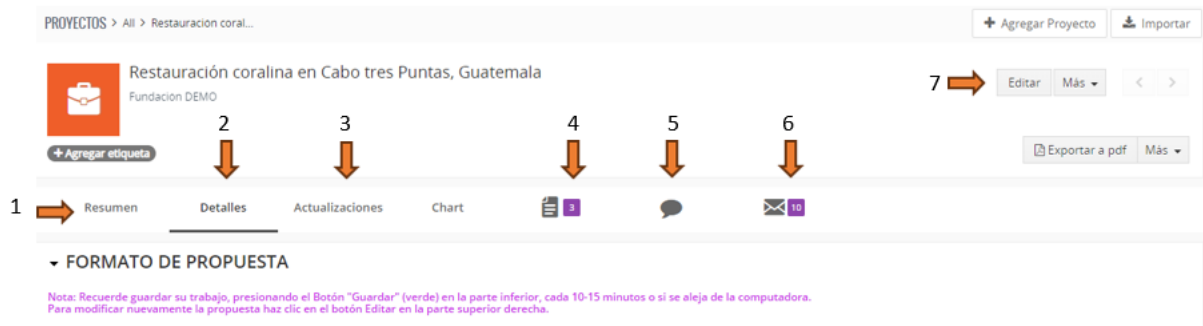 PROYECTOS > All > Restauracion coral...
Agregar Proyecto
Importar
Restauración coralina en Cabo tres Puntas, Guatemala
Fundacion DEMO
7
Editar
Más
2
3
4
5
6
+ Agregar etiqueta
Exportar a pdf
Más
1
Resumen
Detalles
Actualizaciones
Chart
3
10
FORMATO DE PROPUESTA
Nota: Recuerde guardar su trabajo, presionando el Botón "Guardar" (verde) en la parte inferior, cada 10-15 minutos o si se aleja de la computadora.
Para modificar nuevamente la propuesta haz clic en el botón Editar en la parte superior derecha.